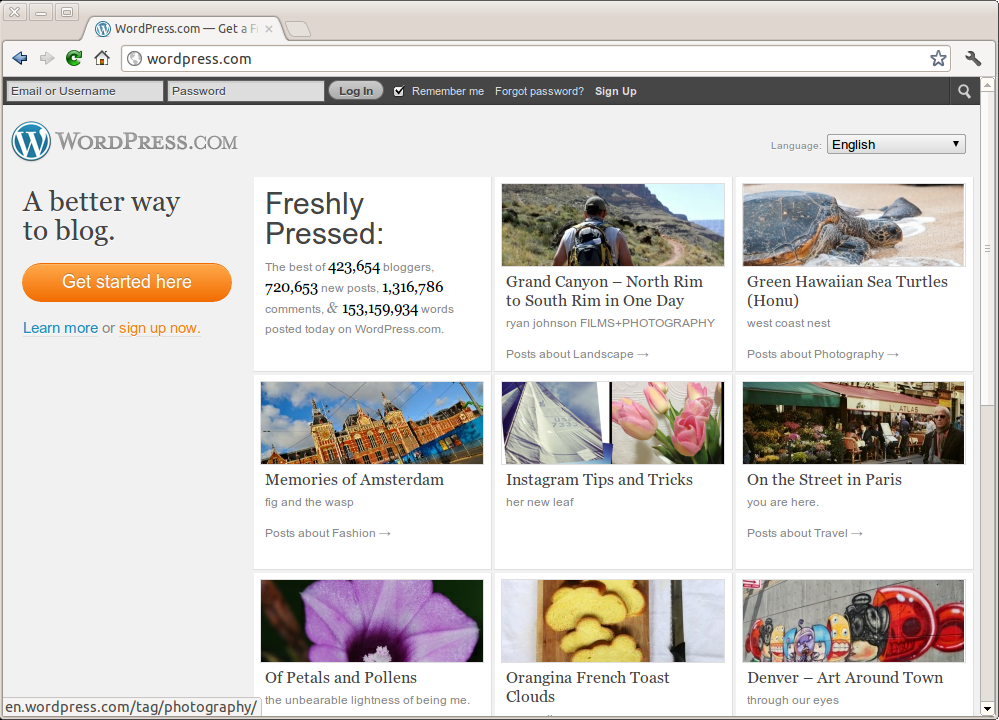 WordPress.com — Get a F
wordpress.com
Email or Username
Password
Log In
Remember me
Forgot password?
Sign Up
WORDPRESS.COM
Language:
English
A better way
to blog.
Get started here
Learn more or sign up now.
Freshly
Pressed:
The best of 423,654 bloggers,
720,653 new posts, 1,316,786
comments, & 153,159,934 words
posted today on WordPress.com.
Grand Canyon – North Rim
to South Rim in One Day
ryan johnson FILMS+PHOTOGRAPHY
Posts about Landscape →
Green Hawaiian Sea Turtles
(Honu)
west coast nest
Posts about Photography →
Memories of Amsterdam
fig and the wasp
Posts about Fashion →
Instagram Tips and Tricks
her new leaf
L'ATLAS
On the Street in Paris
you are here.
Posts about Travel →
Of Petals and Pollens
the unbearable lightness of being me.
Orangina French Toast
Clouds
Denver – Art Around Town
through our eyes
en.wordpress.com/tag/photography/